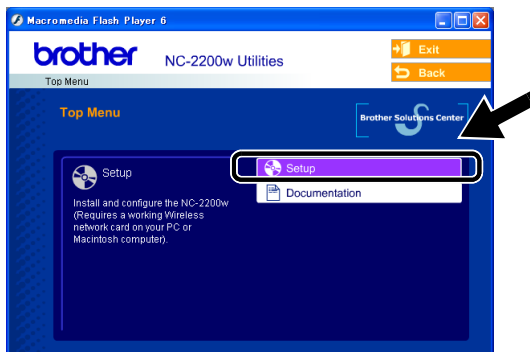 Macromedia Flash Player 6
brother
NC-2200w Utilities
Exit
Back
Top Menu
Top Menu
Brother Solutions Center
Setup
Install and configure the NC-2200w
(Requires a working Wireless
network card on your PC or
Macintosh computer).
Setup
Documentation